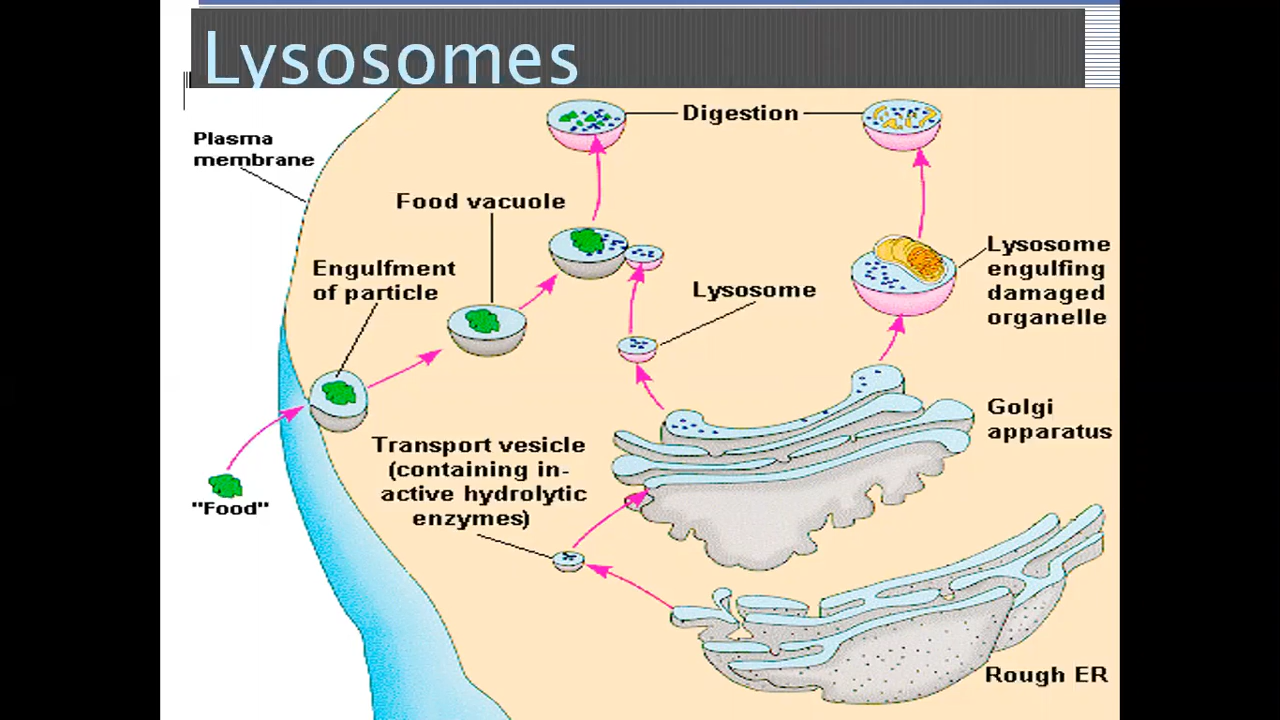 Lysosomes
Digestion
Plasma
membrane
Food vacuole
Engulfment
of particle
Lysosome
engulfing
damaged
organelle
Lysosome
Golgi
apparatus
Transport vesicle
(containing in-
active hydrolytic
enzymes)
"Food"
Rough ER